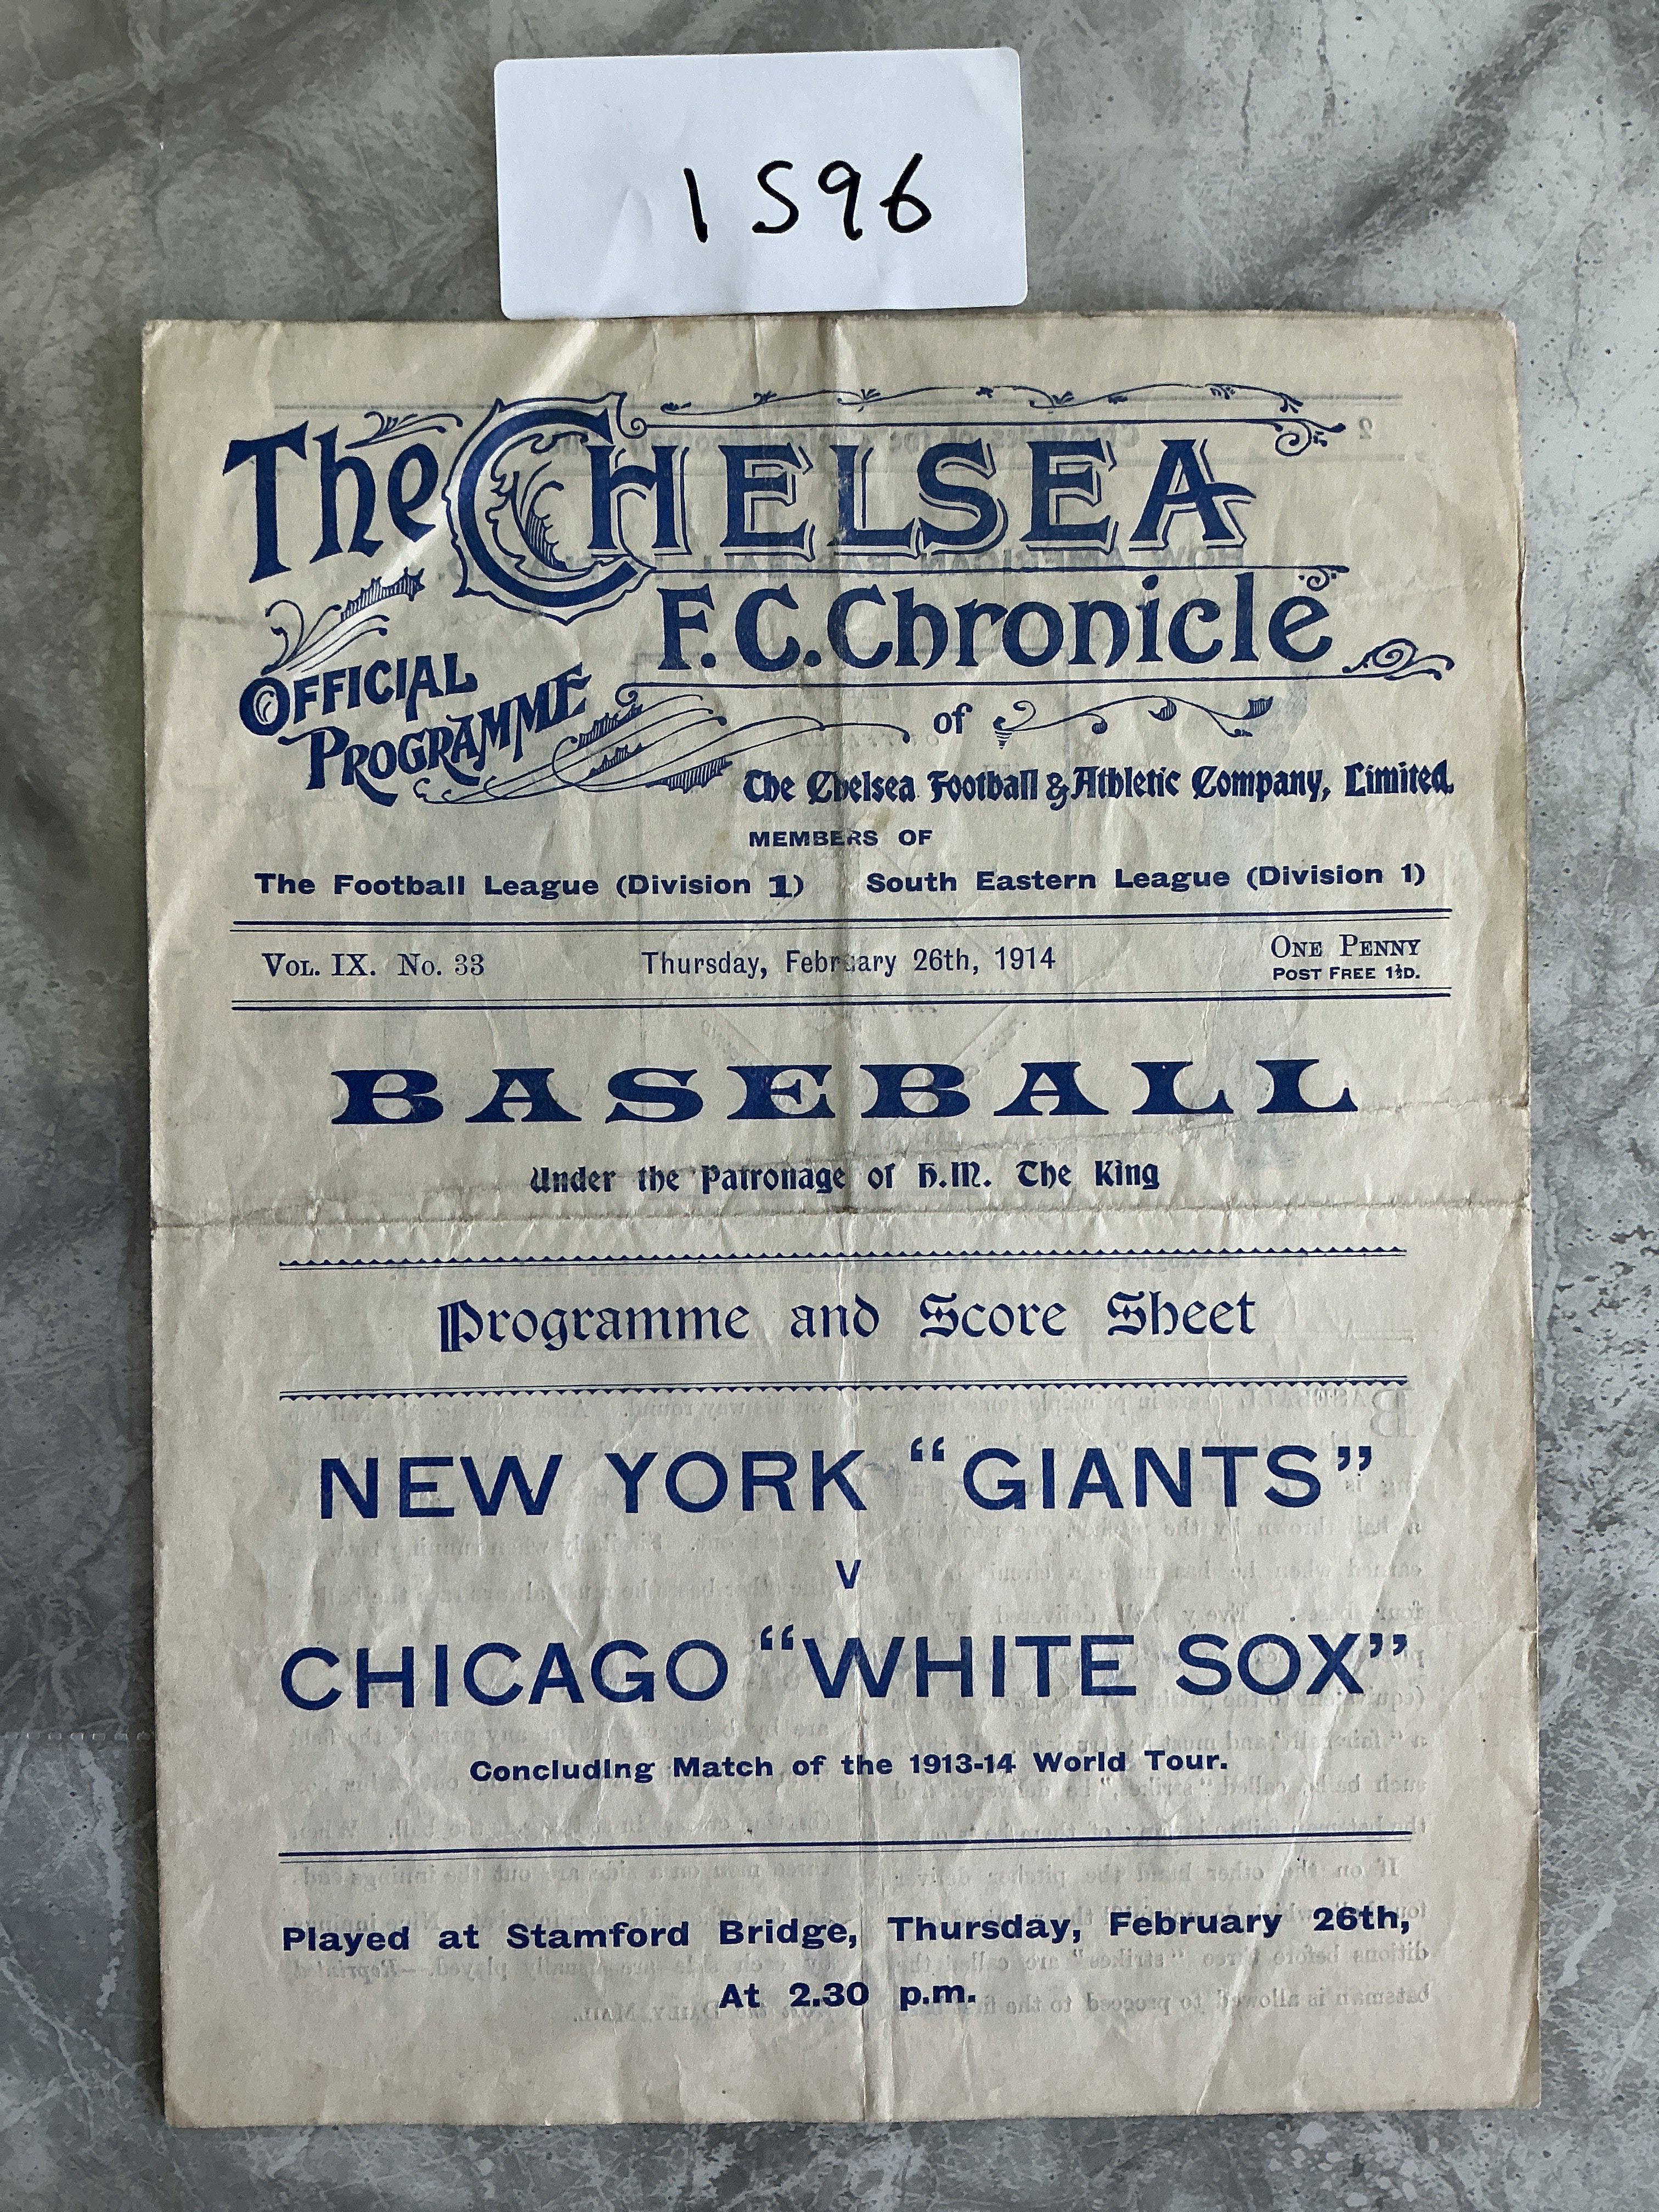 1596
The CHELSEA
F.C. Chronicle
OFFICIAL
PROGRAMME
of
The Chelsea Football & Athletic Company, Limited.
MEMBERS OF
The Football League (Division 1) South Eastern League (Division 1)
VOL. IX. No. 33 Thursday, February 26th, 1914 ONE PENNY
POST FREE 1½D.
BASEBALL
Under the Patronage of H.M. The King
Programme and Score Sheet
NEW YORK “GIANTS”
v
CHICAGO “WHITE SOX”
Concluding Match of the 1913-14 World Tour.
Played at Stamford Bridge, Thursday, February 26th,
At 2.30 p.m.